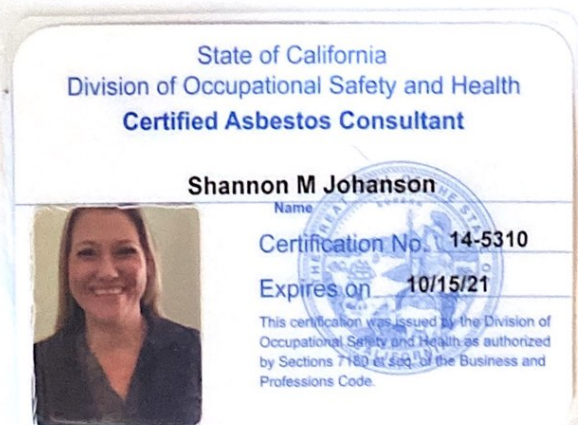 State of California
Division of Occupational Safety and Health
Certified Asbestos Consultant
Shannon M Johanson
Name
Certification No. 14-5310
Expires on 10/15/21
This certification was issued by the Division of
Occupational Safety and Health as authorized
by Sections 7180 et seq. of the Business and
Professions Code.